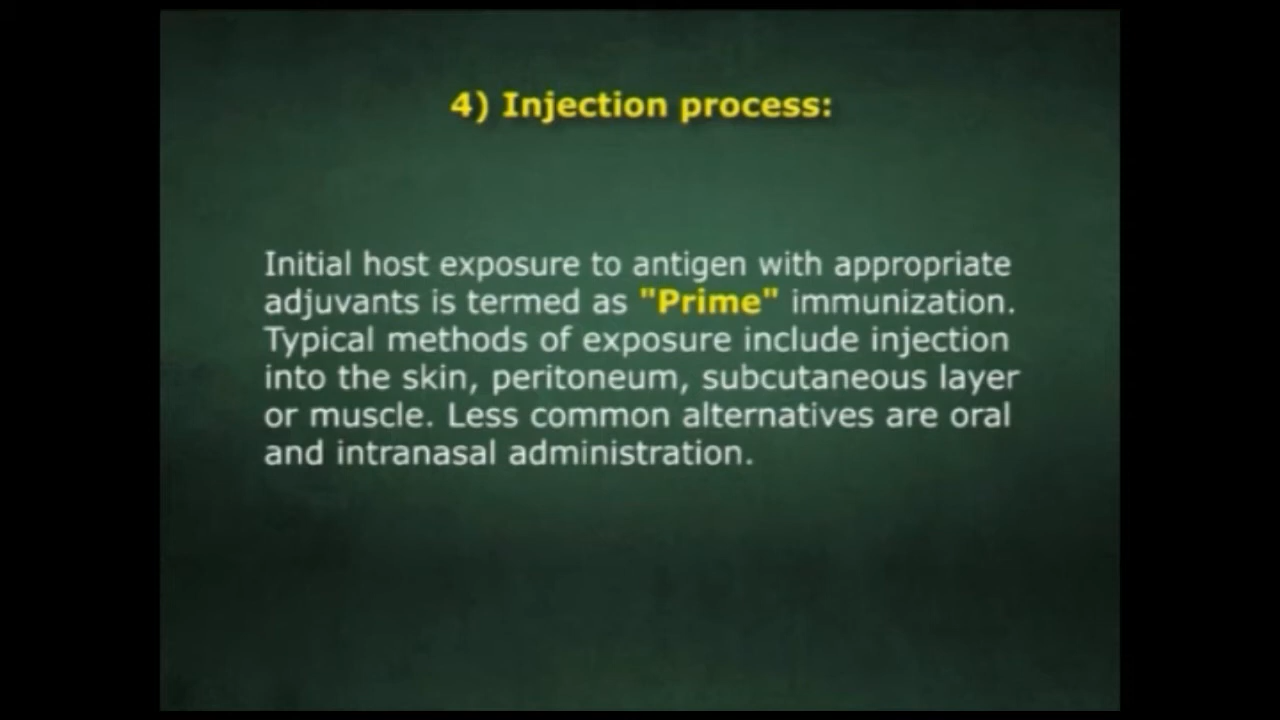 4) Injection process:
Initial host exposure to antigen with appropriate
adjuvants is termed as "Prime" immunization.
Typical methods of exposure include injection
into the skin, peritoneum, subcutaneous layer
or muscle. Less common alternatives are oral
and intranasal administration.